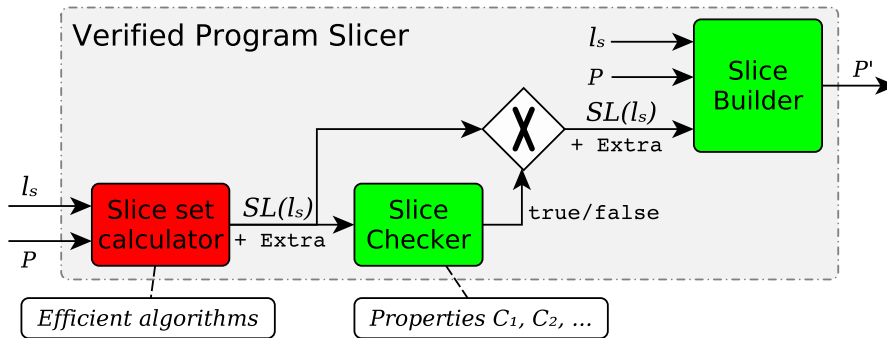 Verified Program Slicer
lₛ
P
Slice
Builder
P'
SL(lₛ)
+ Extra
X
lₛ
P
Slice set
calculator
SL(lₛ)
+ Extra
Slice
Checker
true/false
Efficient algorithms
Properties C₁, C₂, ...